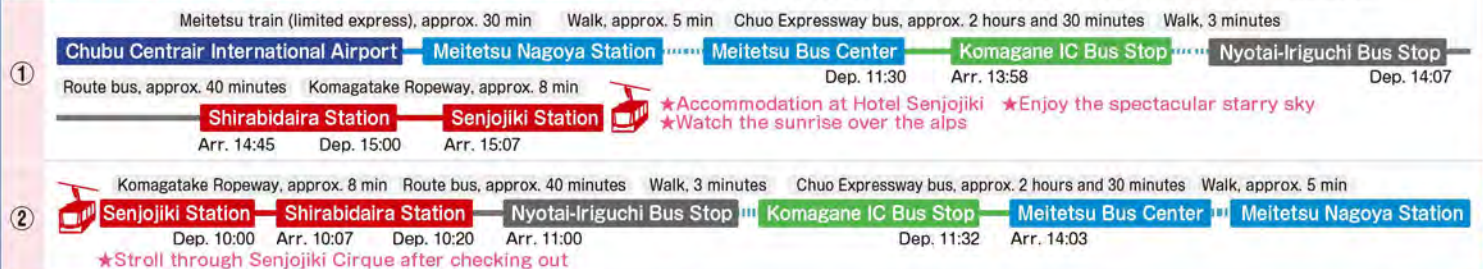 Meitetsu train (limited express), approx. 30 min Walk, approx. 5 min Chuo Expressway bus, approx. 2 hours and 30 minutes Walk, 3 minutes
① Chubu Centrair International Airport Meitetsu Nagoya Station Meitetsu Bus Center Komagane IC Bus Stop Nyotai-Iriguchi Bus Stop
Dep. 11:30 Arr. 13:58 Dep. 14:07
Route bus, approx. 40 minutes Komagatake Ropeway, approx. 8 min
Shirabidaira Station Senjojiki Station
Arr. 14:45 Dep. 15:00 Arr. 15:07
★Accommodation at Hotel Senjojiki ★Enjoy the spectacular starry sky
★Watch the sunrise over the alps
Komagatake Ropeway, approx. 8 min Route bus, approx. 40 minutes Walk, 3 minutes Chuo Expressway bus, approx. 2 hours and 30 minutes Walk, approx. 5 min
② Senjojiki Station Shirabidaira Station Nyotai-Iriguchi Bus Stop Komagane IC Bus Stop Meitetsu Bus Center Meitetsu Nagoya Station
Dep. 10:00 Arr. 10:07 Dep. 10:20 Arr. 11:00 Dep. 11:32 Arr. 14:03
★Stroll through Senjojiki Cirque after checking out